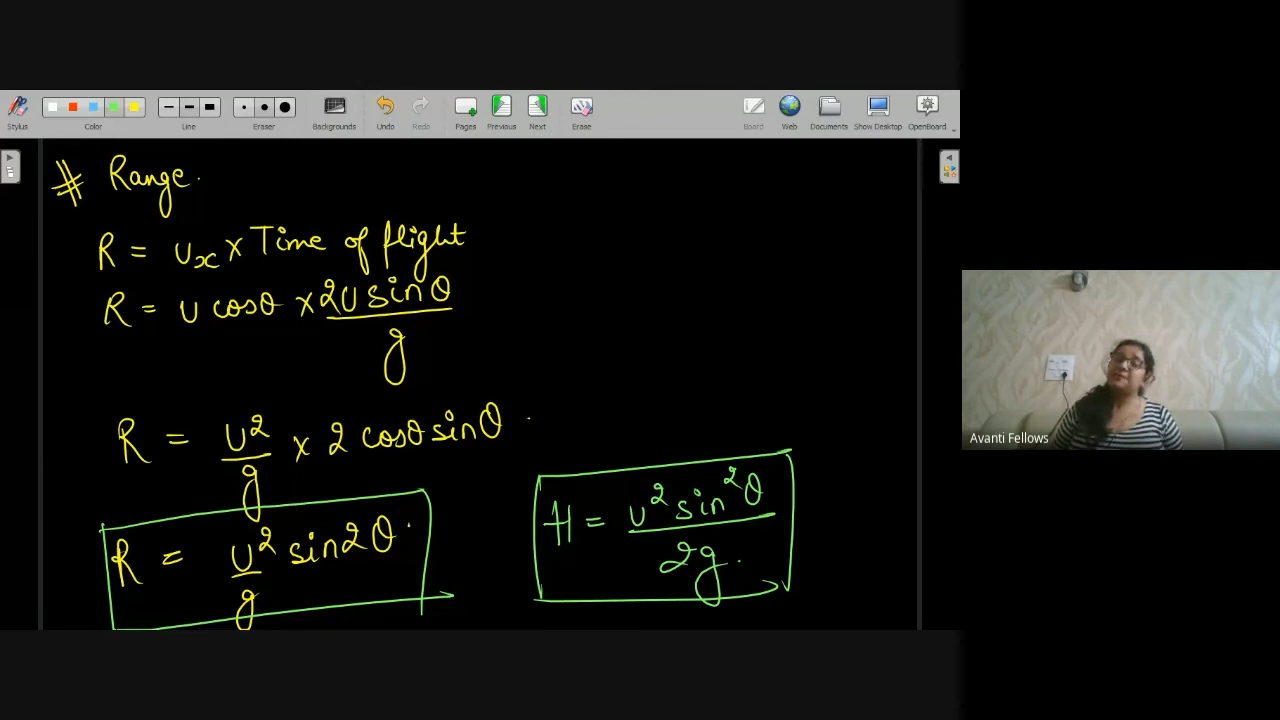 Stylus
Color
Line
Eraser
Backgrounds
Undo
Redo
Pages
Previous
Next
Erase
Board
Web
Documents
Show Desktop
OpenBoard
# Range.
R = ux × Time of flight
R = u cosθ × 2u sinθ / g
R = u² / g × 2 cosθ sinθ
R = u² / g sin2θ
H = u² sin²θ / 2g
Avanti Fellows